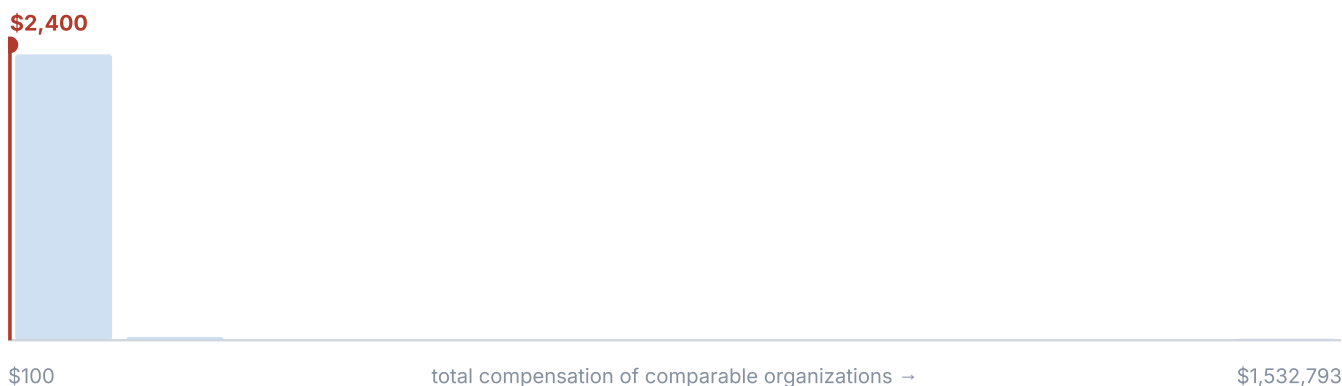 $2,400
$100 total compensation of comparable organizations → $1,532,793